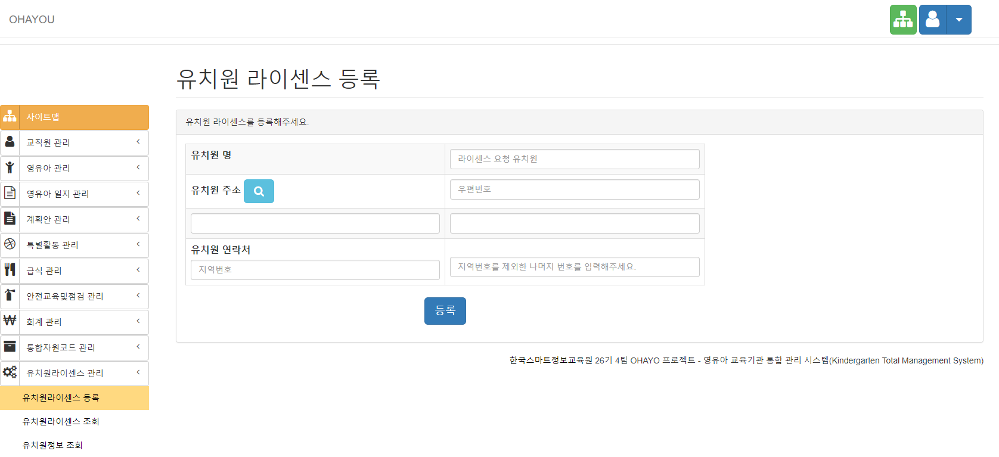 OHAYOU
유치원 라이센스 등록
사이트맵
교직원 관리
영유아 관리
영유아 일지 관리
계획안 관리
특별활동 관리
급식 관리
안전교육및점검 관리
회계 관리
통합자원코드 관리
유치원라이센스 관리
유치원라이센스 등록
유치원라이센스 조회
유치원정보 조회
유치원 라이센스를 등록해주세요.
유치원 명
라이센스 요청 유치원
유치원 주소
우편번호
유치원 연락처
지역번호
지역번호를 제외한 나머지 번호를 입력해주세요.
등록
한국스마트정보교육원 26기 4팀 OHAYO 프로젝트 - 영유아 교육기관 통합 관리 시스템(Kindergarten Total Management System)